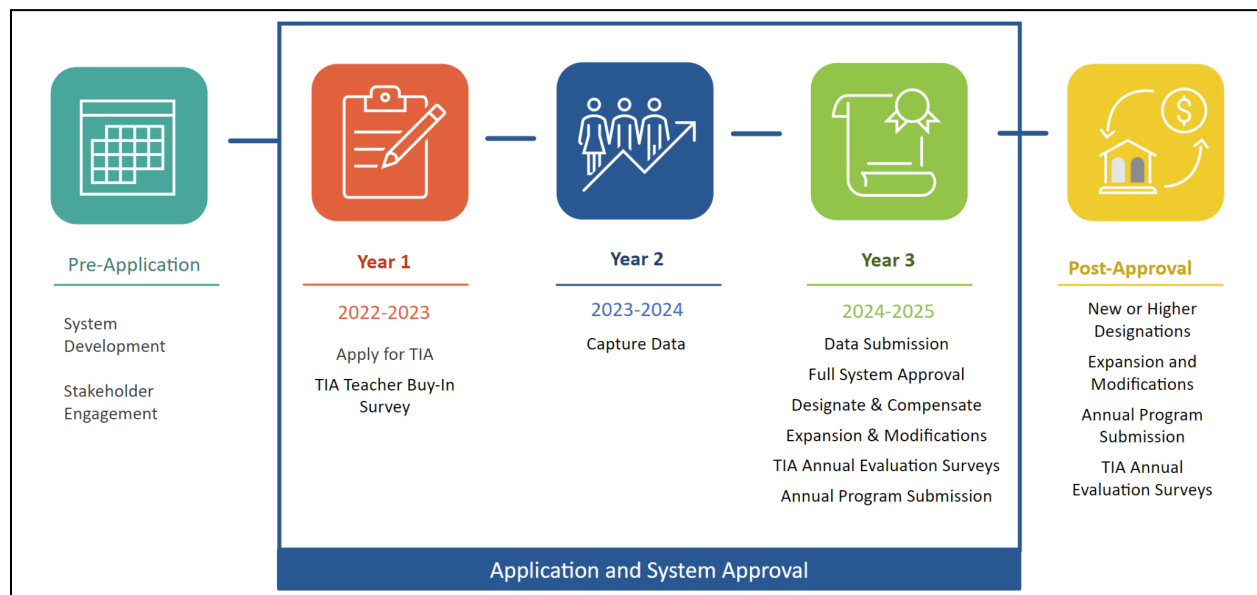 Pre-Application
System
Development
Stakeholder
Engagement
Year 1
2022-2023
Apply for TIA
TIA Teacher Buy-In
Survey
Year 2
2023-2024
Capture Data
Year 3
2024-2025
Data Submission
Full System Approval
Designate & Compensate
Expansion & Modifications
TIA Annual Evaluation Surveys
Annual Program Submission
$
Post-Approval
New or Higher
Designations
Expansion and
Modifications
Annual Program
Submission
TIA Annual
Evaluation Surveys
Application and System Approval